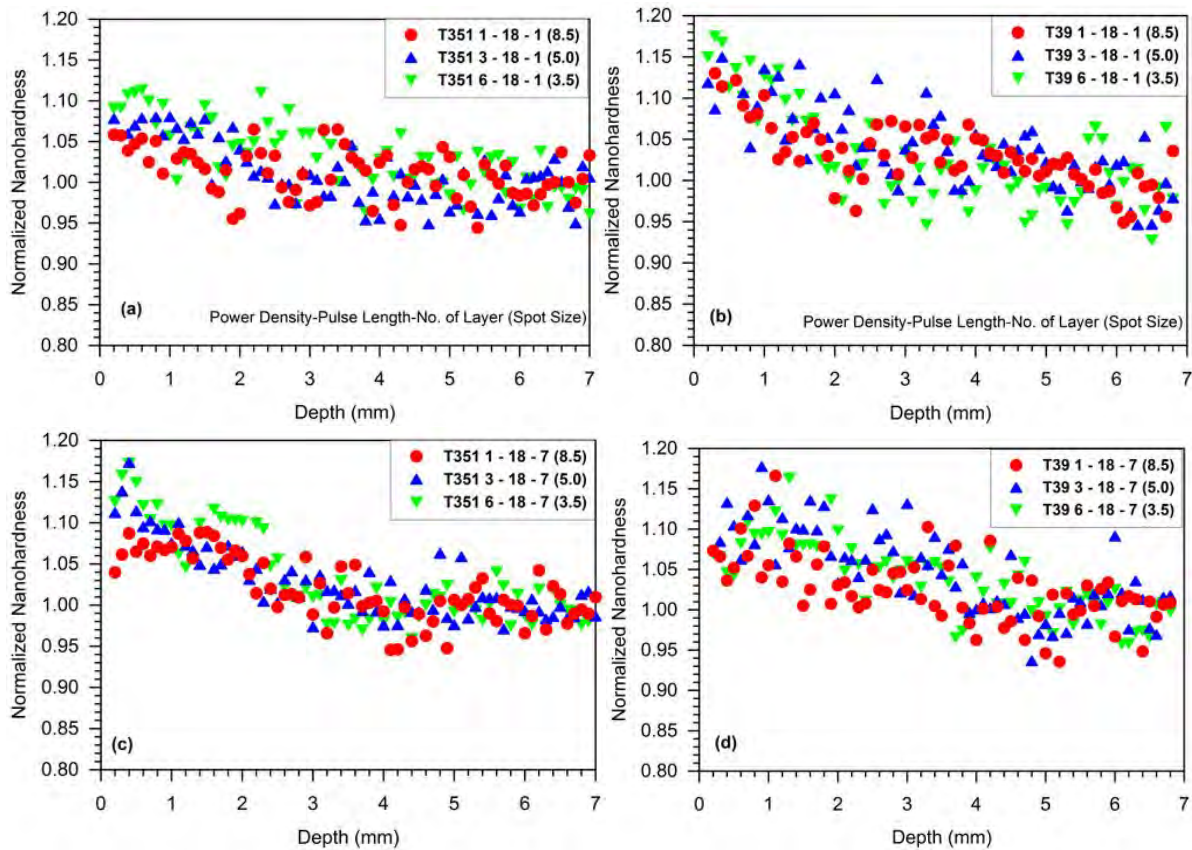 1.20
1.15
1.10
1.05
1.00
0.95
0.90
0.85
0.80
Normalized Nanohardness
T351 1 - 18 - 1 (8.5)
T351 3 - 18 - 1 (5.0)
T351 6 - 18 - 1 (3.5)
(a)
Power Density-Pulse Length-No. of Layer (Spot Size)
0 1 2 3 4 5 6 7
Depth (mm)
1.20
1.15
1.10
1.05
1.00
0.95
0.90
0.85
0.80
Normalized Nanohardness
T39 1 - 18 - 1 (8.5)
T39 3 - 18 - 1 (5.0)
T39 6 - 18 - 1 (3.5)
(b)
Power Density-Pulse Length-No. of Layer (Spot Size)
0 1 2 3 4 5 6 7
Depth (mm)
1.20
1.15
1.10
1.05
1.00
0.95
0.90
0.85
0.80
Normalized Nanohardness
T351 1 - 18 - 7 (8.5)
T351 3 - 18 - 7 (5.0)
T351 6 - 18 - 7 (3.5)
(c)
0 1 2 3 4 5 6 7
Depth (mm)
1.20
1.15
1.10
1.05
1.00
0.95
0.90
0.85
0.80
Normalized Nanohardness
T39 1 - 18 - 7 (8.5)
T39 3 - 18 - 7 (5.0)
T39 6 - 18 - 7 (3.5)
(d)
0 1 2 3 4 5 6 7
Depth (mm)